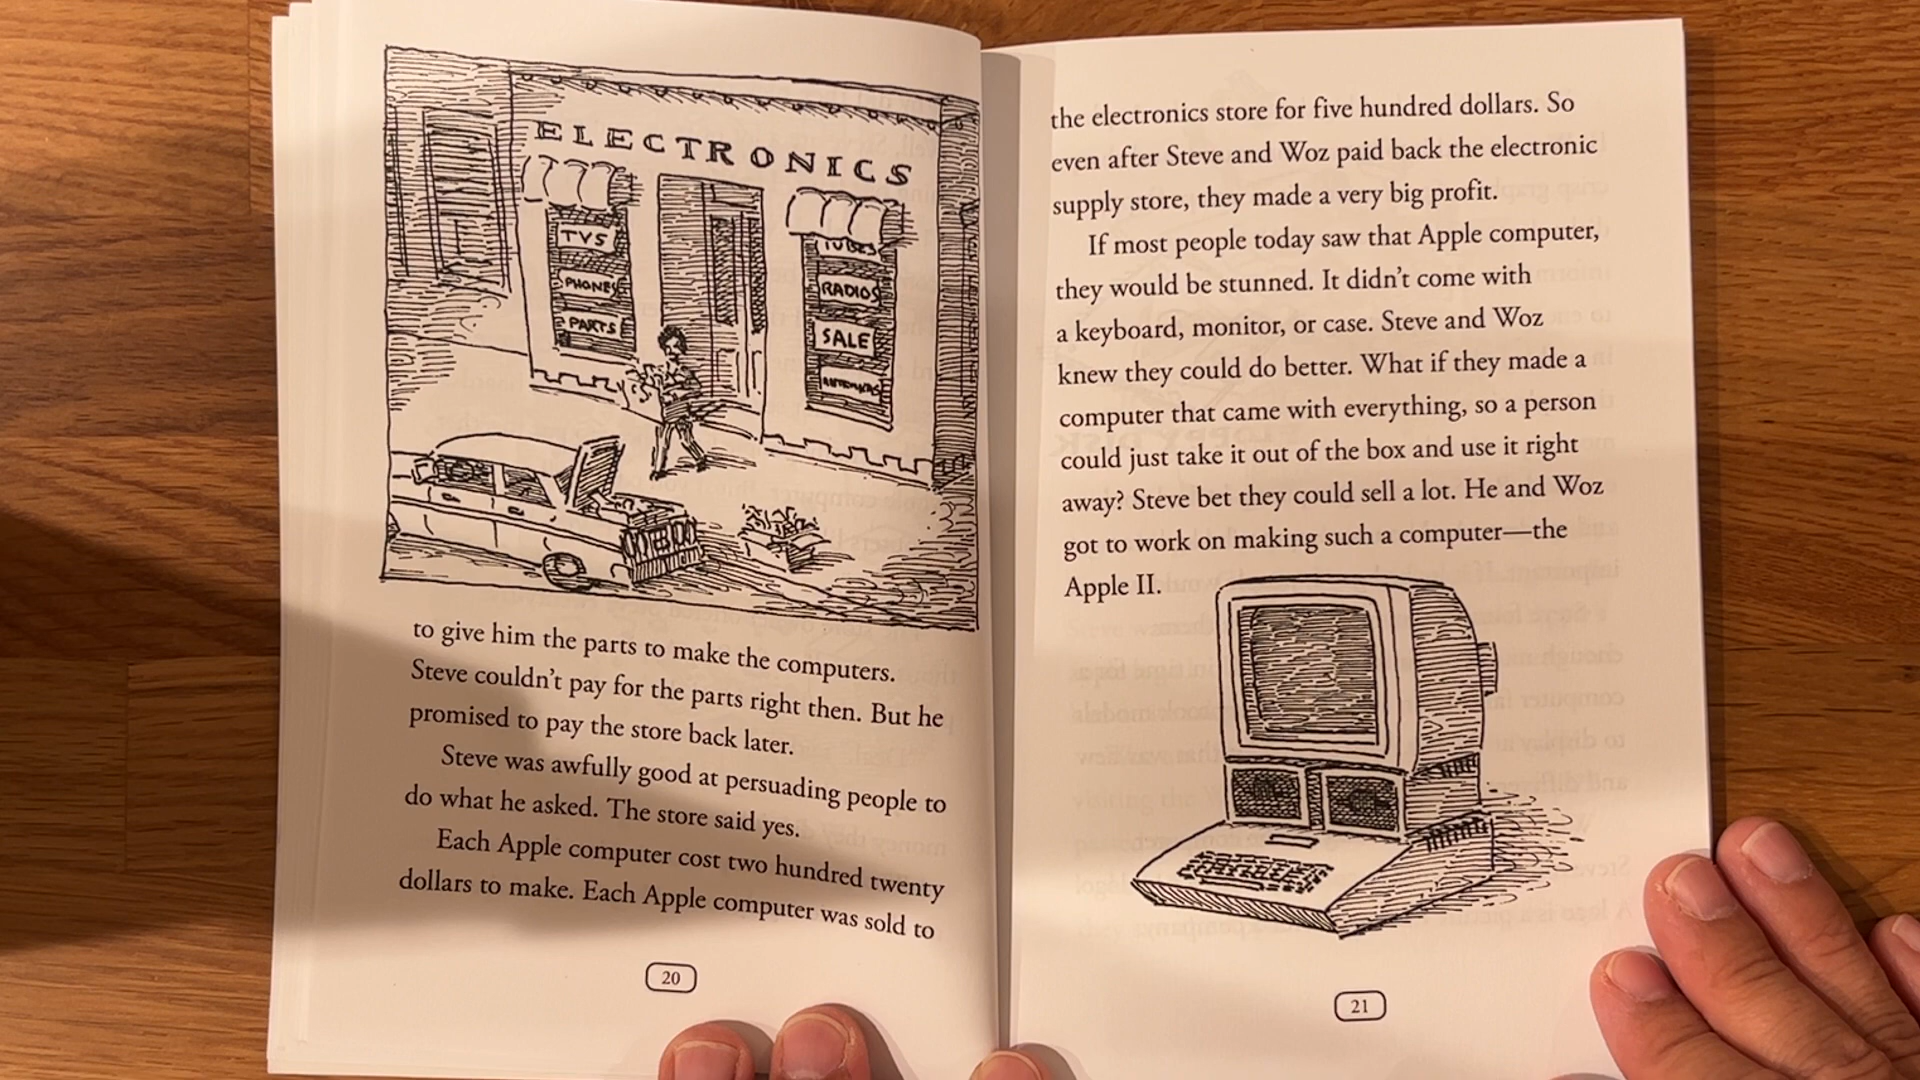 ELECTRONICS
TVS
PHONES
PARTS
TUBES
RADIOS
SALE
to give him the parts to make the computers.
Steve couldn't pay for the parts right then. But he
promised to pay the store back later.
Steve was awfully good at persuading people to
do what he asked. The store said yes.
Each Apple computer cost two hundred twenty
dollars to make. Each Apple computer was sold to
20
the electronics store for five hundred dollars. So
even after Steve and Woz paid back the electronic
supply store, they made a very big profit.
If most people today saw that Apple computer,
they would be stunned. It didn't come with
a keyboard, monitor, or case. Steve and Woz
knew they could do better. What if they made a
computer that came with everything, so a person
could just take it out of the box and use it right
away? Steve bet they could sell a lot. He and Woz
got to work on making such a computer—the
Apple II.
21